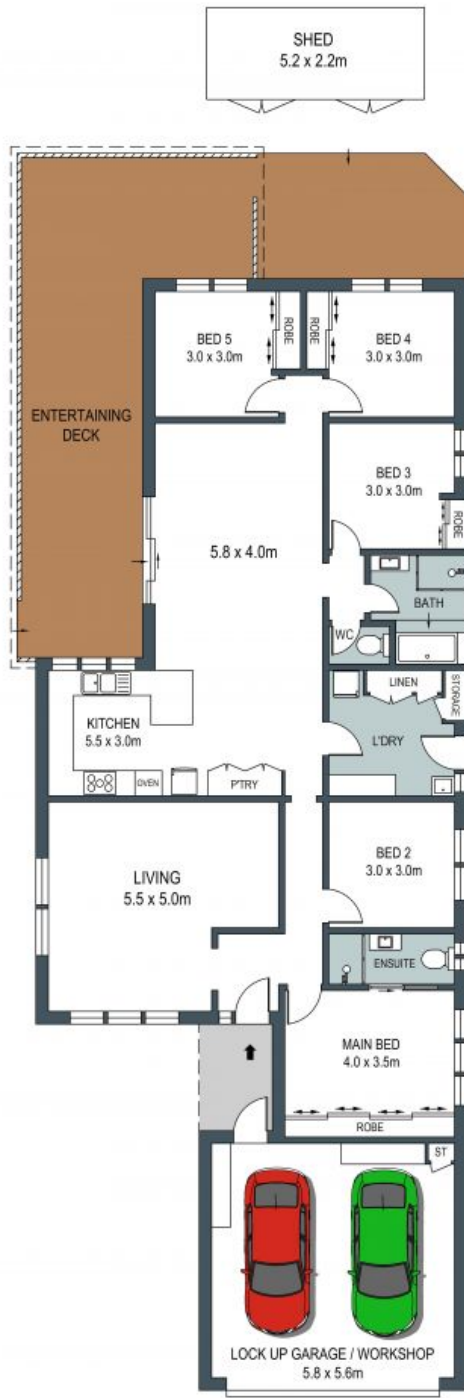 SHED
5.2 x 2.2m
BED 5
3.0 x 3.0m
ROBE
ROBE
BED 4
3.0 x 3.0m
ENTERTAINING
DECK
BED 3
3.0 x 3.0m
ROBE
5.8 x 4.0m
BATH
WC
LINEN
STORAGE
KITCHEN
5.5 x 3.0m
L'DRY
OVEN
P'TRY
LIVING
5.5 x 5.0m
BED 2
3.0 x 3.0m
ENSUITE
MAIN BED
4.0 x 3.5m
ROBE
ST
LOCK UP GARAGE / WORKSHOP
5.8 x 5.6m